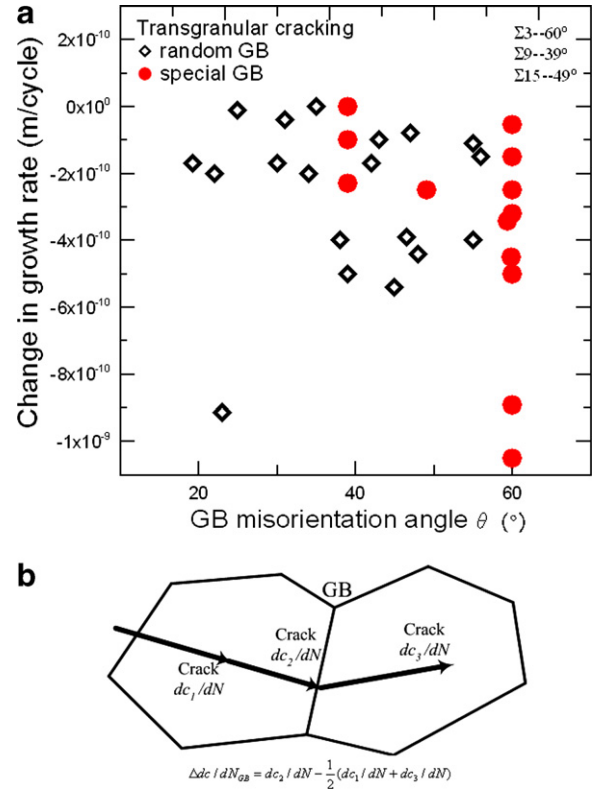 a
Transgranular cracking
random GB
special GB
Σ3--60°
Σ9--39°
Σ15--49°
Change in growth rate (m/cycle)
2x10⁻¹⁰
0x10⁰
-2x10⁻¹⁰
-4x10⁻¹⁰
-6x10⁻¹⁰
-8x10⁻¹⁰
-1x10⁻⁹
20 40 60
GB misorientation angle θ (°)
b
GB
Crack
dc₁/dN
Crack
dc₂/dN
Crack
dc₃/dN
△dc/dN_GB = dc₂/dN − 1/2 (dc₁/dN + dc₃/dN)